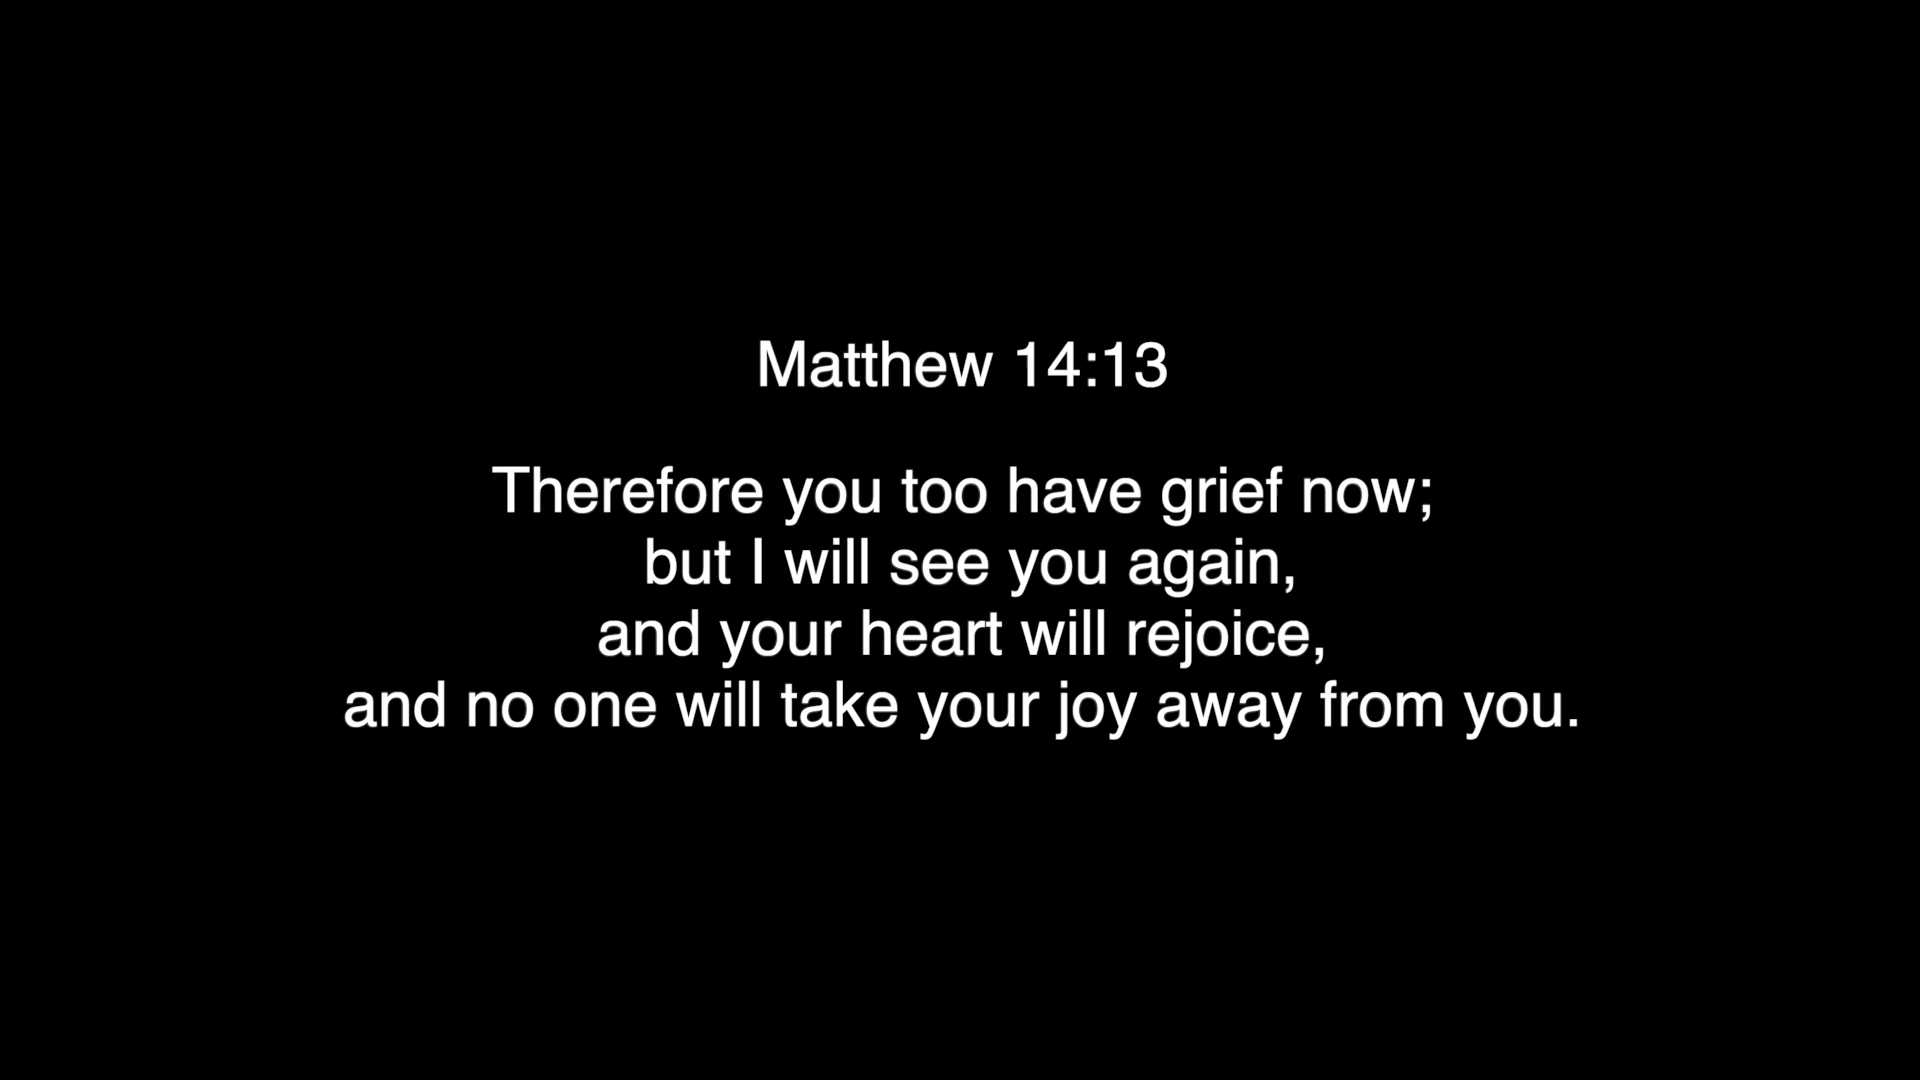 Matthew 14:13
Therefore you too have grief now;
but I will see you again,
and your heart will rejoice,
and no one will take your joy away from you.